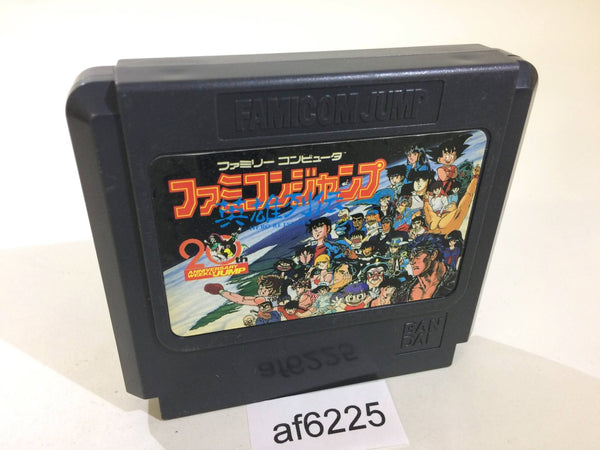 FAMICOM JUMP
ファミリー コンピュータ
ファミコンジャンプ
英雄列伝
20th
ANNIVERSARY
WEEKLY JUMP
BAN
DAI
af6225
af6225